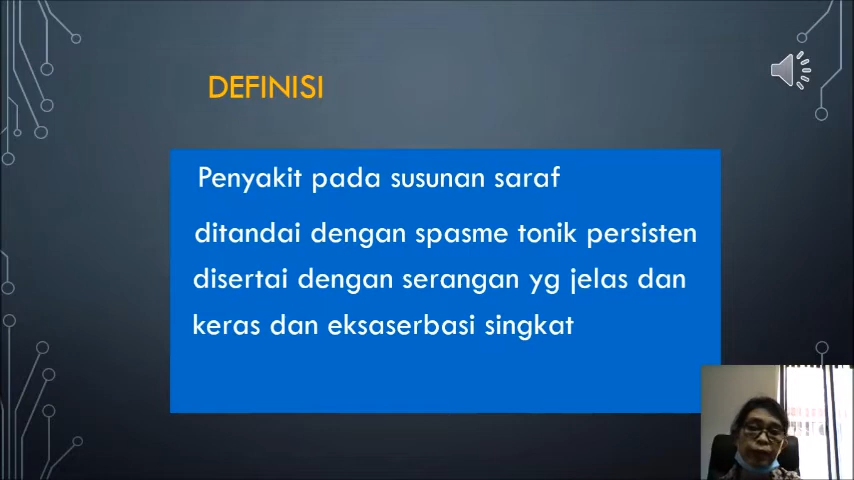 DEFINISI
Penyakit pada susunan saraf
ditandai dengan spasme tonik persisten
disertai dengan serangan yg jelas dan
keras dan eksaserbasi singkat